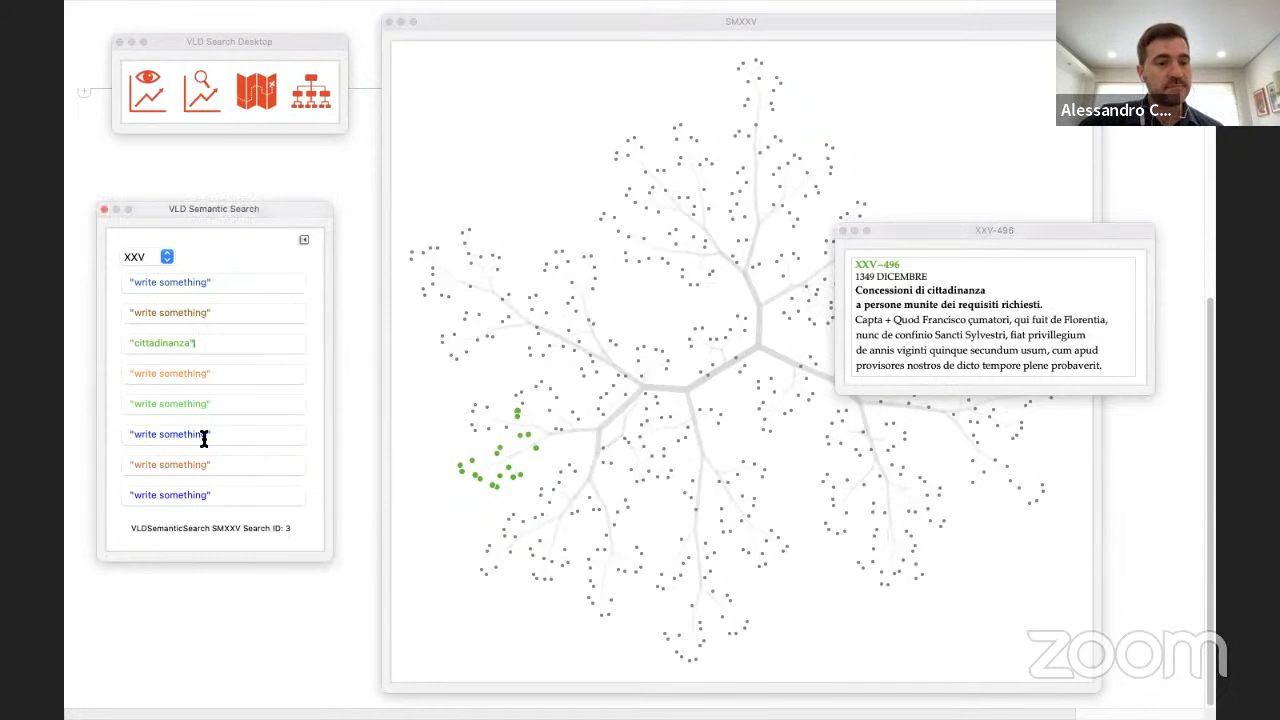 VLD Search Desktop
SMXXV
Alessandro C...
VLD Semantic Search
XXV
"write something"
"write something"
"cittadinanza"
"write something"
"write something"
"write something"
"write something"
"write something"
VLDSemanticSearch SMXXV Search ID: 3
XXV-496
XXV–496
1349 DICEMBRE
Concessioni di cittadinanza
a persone munite dei requisiti richiesti.
Capta + Quod Francisco çumatori, qui fuit de Florentia,
nunc de confinio Sancti Sylvestri, fiat privillegium
de annis viginti quinque secundum usum, cum apud
provisores nostros de dicto tempore plene probaverit.
zoom